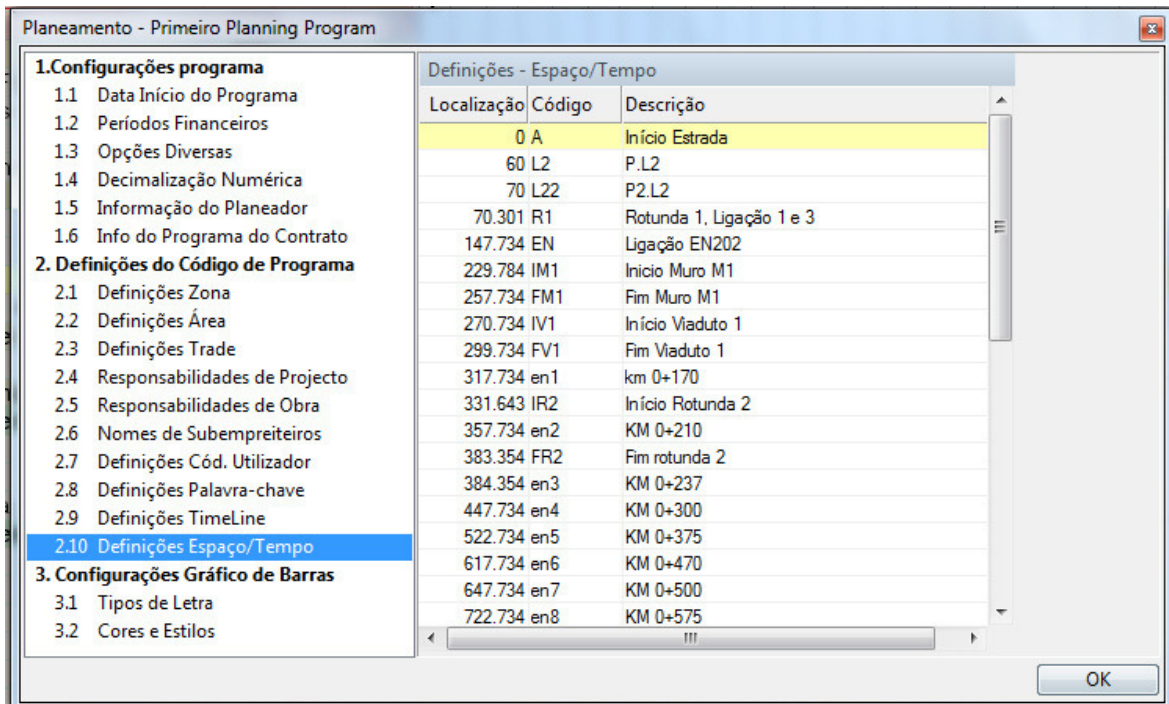 Planeamento - Primeiro Planning Program
1.Configurações programa
1.1 Data Início do Programa
1.2 Períodos Financeiros
1.3 Opções Diversas
1.4 Decimalização Numérica
1.5 Informação do Planeador
1.6 Info do Programa do Contrato
2. Definições do Código de Programa
2.1 Definições Zona
2.2 Definições Área
2.3 Definições Trade
2.4 Responsabilidades de Projecto
2.5 Responsabilidades de Obra
2.6 Nomes de Subempreiteiros
2.7 Definições Cód. Utilizador
2.8 Definições Palavra-chave
2.9 Definições TimeLine
2.10 Definições Espaço/Tempo
3. Configurações Gráfico de Barras
3.1 Tipos de Letra
3.2 Cores e Estilos
Definições - Espaço/Tempo
Localização Código Descrição
0 A Início Estrada
60 L2 P.L2
70 L22 P2.L2
70.301 R1 Rotunda 1, Ligação 1 e 3
147.734 EN Ligação EN202
229.784 IM1 Inicio Muro M1
257.734 FM1 Fim Muro M1
270.734 IV1 Início Viaduto 1
299.734 FV1 Fim Viaduto 1
317.734 en1 km 0+170
331.643 IR2 Início Rotunda 2
357.734 en2 KM 0+210
383.354 FR2 Fim rotunda 2
384.354 en3 KM 0+237
447.734 en4 KM 0+300
522.734 en5 KM 0+375
617.734 en6 KM 0+470
647.734 en7 KM 0+500
722.734 en8 KM 0+575
OK